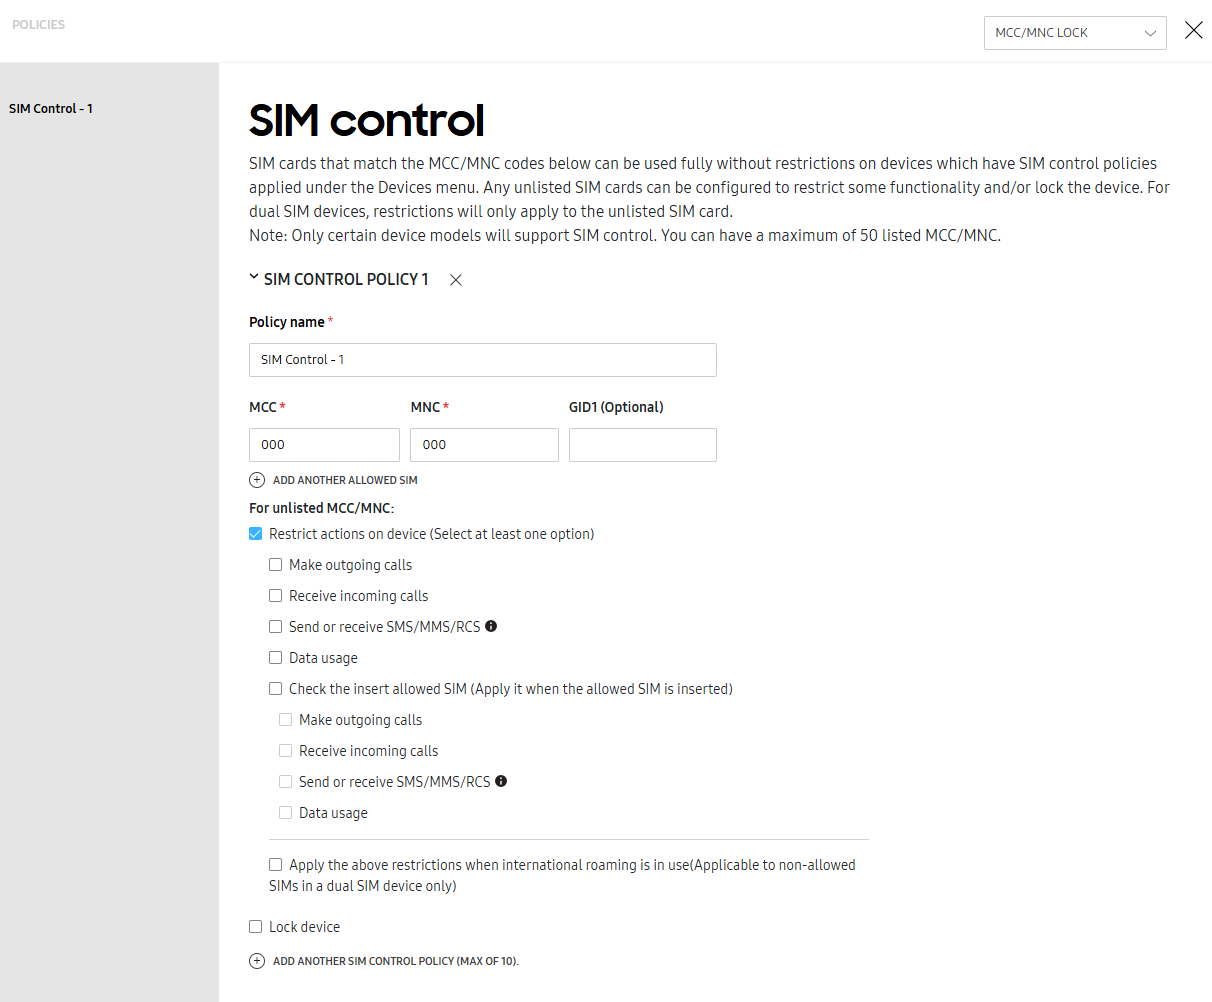 POLICIES
MCC/MNC LOCK
SIM Control - 1
SIM control
SIM cards that match the MCC/MNC codes below can be used fully without restrictions on devices which have SIM control policies
applied under the Devices menu. Any unlisted SIM cards can be configured to restrict some functionality and/or lock the device. For
dual SIM devices, restrictions will only apply to the unlisted SIM card.
Note: Only certain device models will support SIM control. You can have a maximum of 50 listed MCC/MNC.
SIM CONTROL POLICY 1
Policy name *
SIM Control - 1
MCC * MNC * GID1 (Optional)
000 000
ADD ANOTHER ALLOWED SIM
For unlisted MCC/MNC:
Restrict actions on device (Select at least one option)
Make outgoing calls
Receive incoming calls
Send or receive SMS/MMS/RCS
Data usage
Check the insert allowed SIM (Apply it when the allowed SIM is inserted)
Make outgoing calls
Receive incoming calls
Send or receive SMS/MMS/RCS
Data usage
Apply the above restrictions when international roaming is in use(Applicable to non-allowed
SIMs in a dual SIM device only)
Lock device
ADD ANOTHER SIM CONTROL POLICY (MAX OF 10).